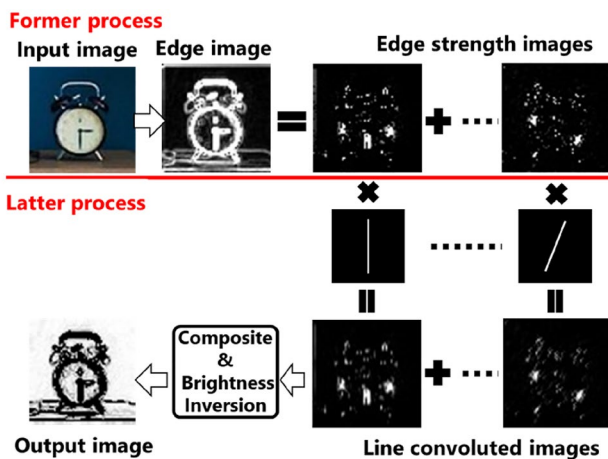 Former process
Input image
Edge image
Edge strength images
Latter process
Composite
&
Brightness
Inversion
Output image
Line convoluted images